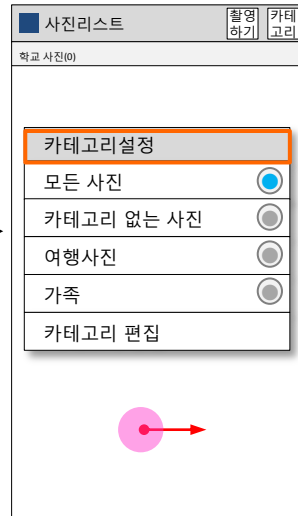 사진리스트
촬영
하기
카테
고리
학교 사진(0)
카테고리설정
모든 사진
카테고리 없는 사진
여행사진
가족
카테고리 편집